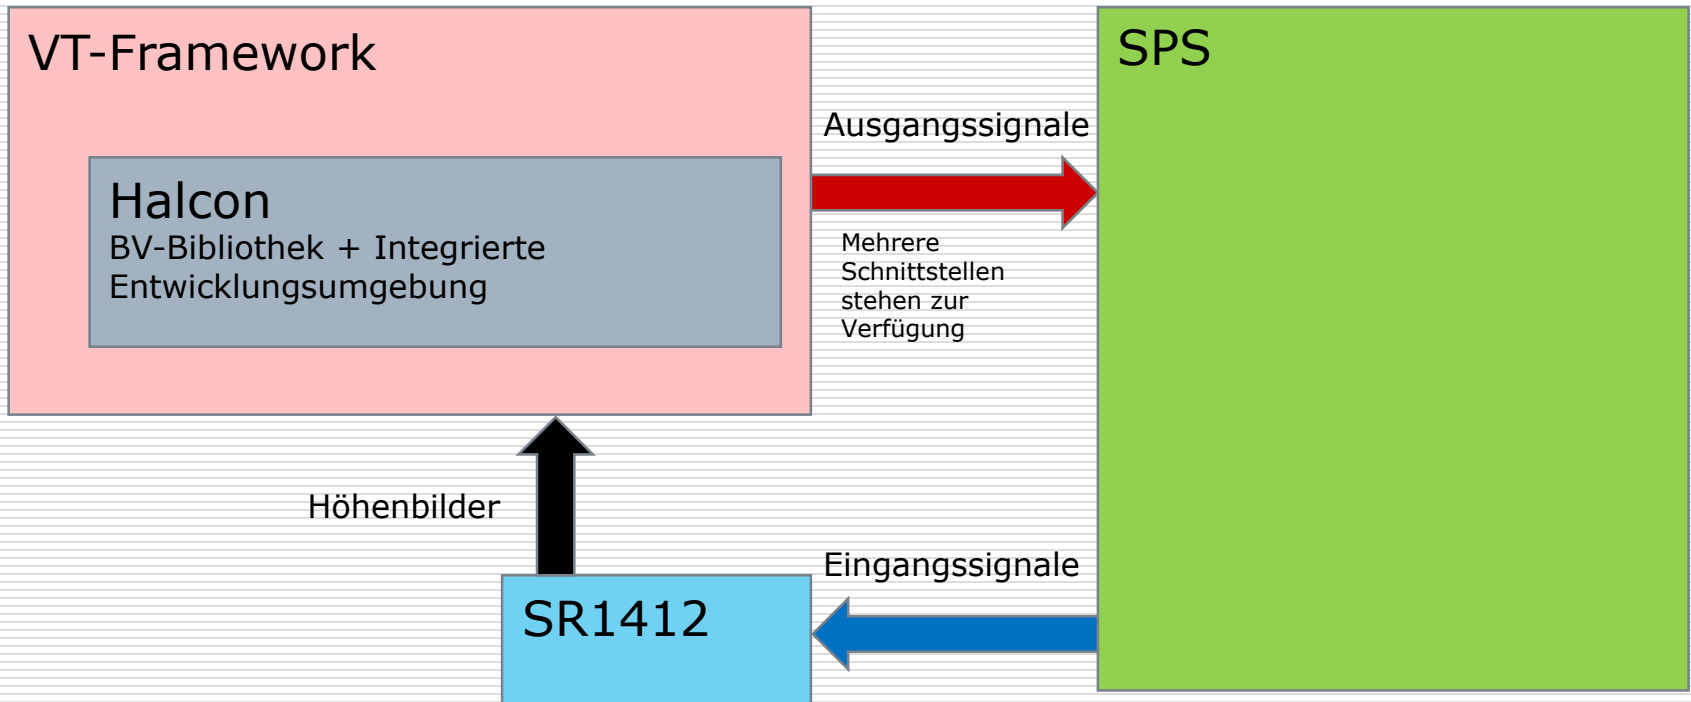 VT-Framework
Halcon
BV-Bibliothek + Integrierte
Entwicklungsumgebung
Ausgangssignale
Mehrere
Schnittstellen
stehen zur
Verfügung
SPS
Höhenbilder
Eingangssignale
SR1412